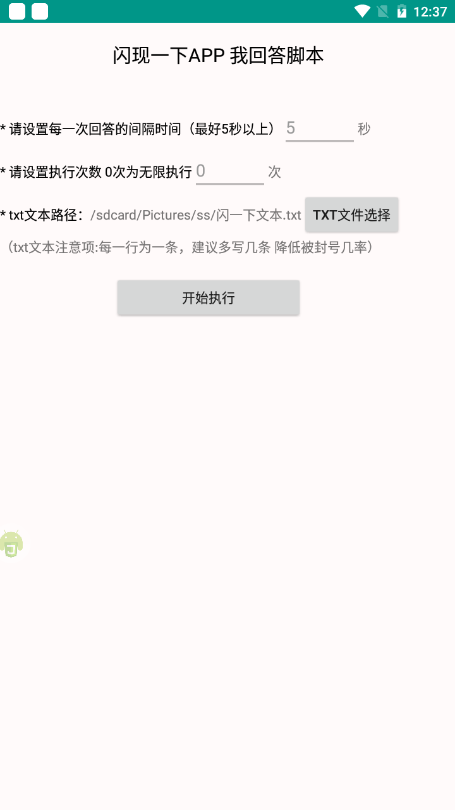 12:37
闪现一下APP 我回答脚本
* 请设置每一次回答的间隔时间（最好5秒以上） 5 秒
* 请设置执行次数 0次为无限执行 0 次
* txt文本路径： /sdcard/Pictures/ss/闪一下文本.txt TXT文件选择
（txt文本注意项:每一行为一条，建议多写几条 降低被封号几率）
开始执行